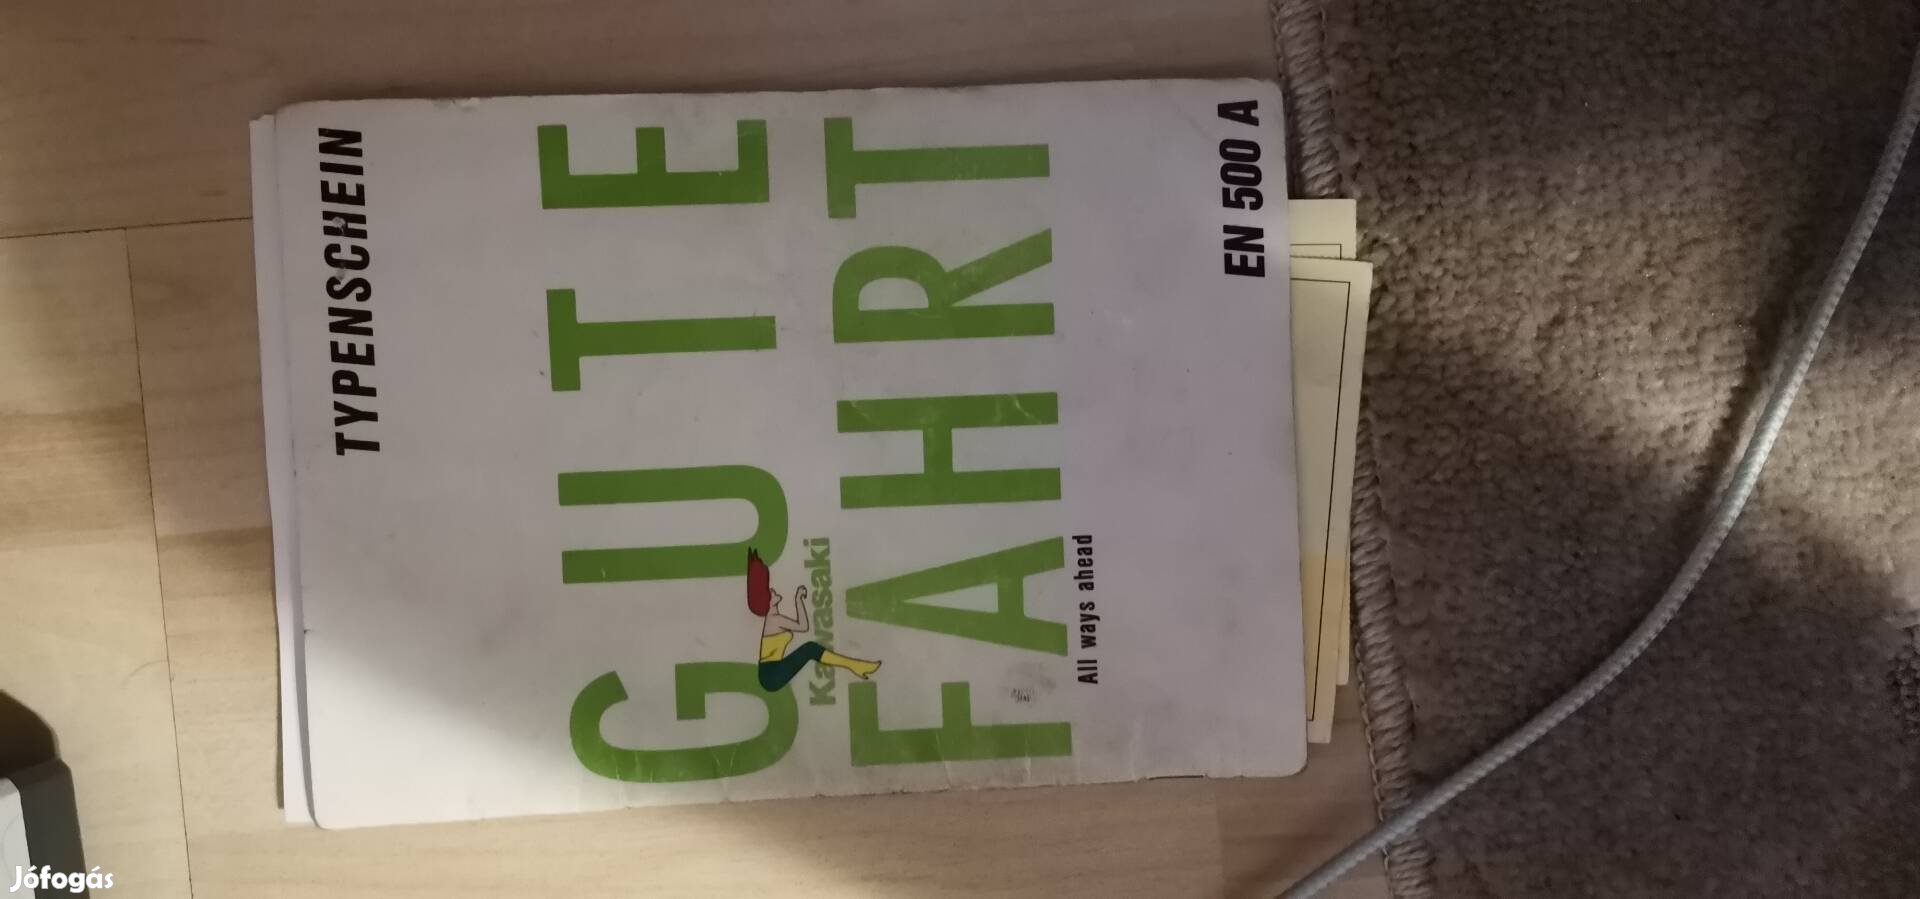 TYPENSCHEIN
GUTE
Kawasaki
FAHRT
All ways ahead
EN 500 A
Jófogás